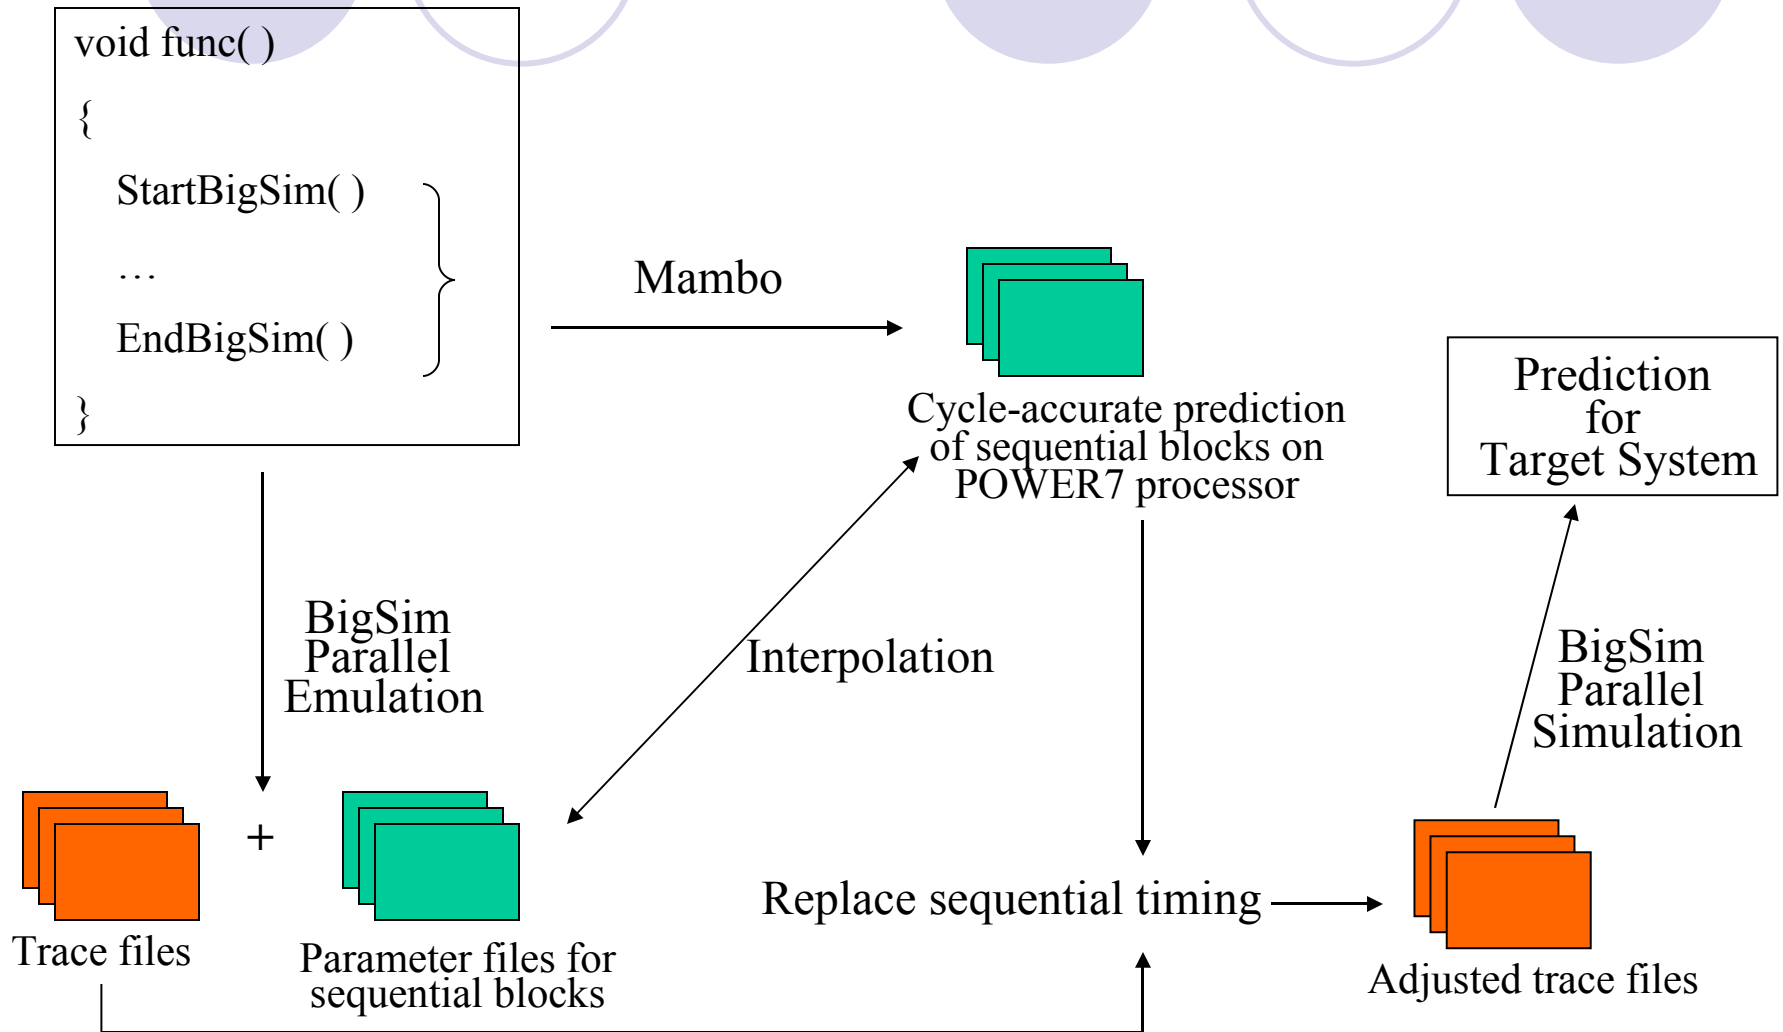 void func( )
{
StartBigSim( )
…
EndBigSim( )
}
Mambo
Cycle-accurate prediction
of sequential blocks on
POWER7 processor
Prediction
for
Target System
BigSim
Parallel
Emulation
Interpolation
BigSim
Parallel
Simulation
+
Replace sequential timing
Trace files
Parameter files for
sequential blocks
Adjusted trace files